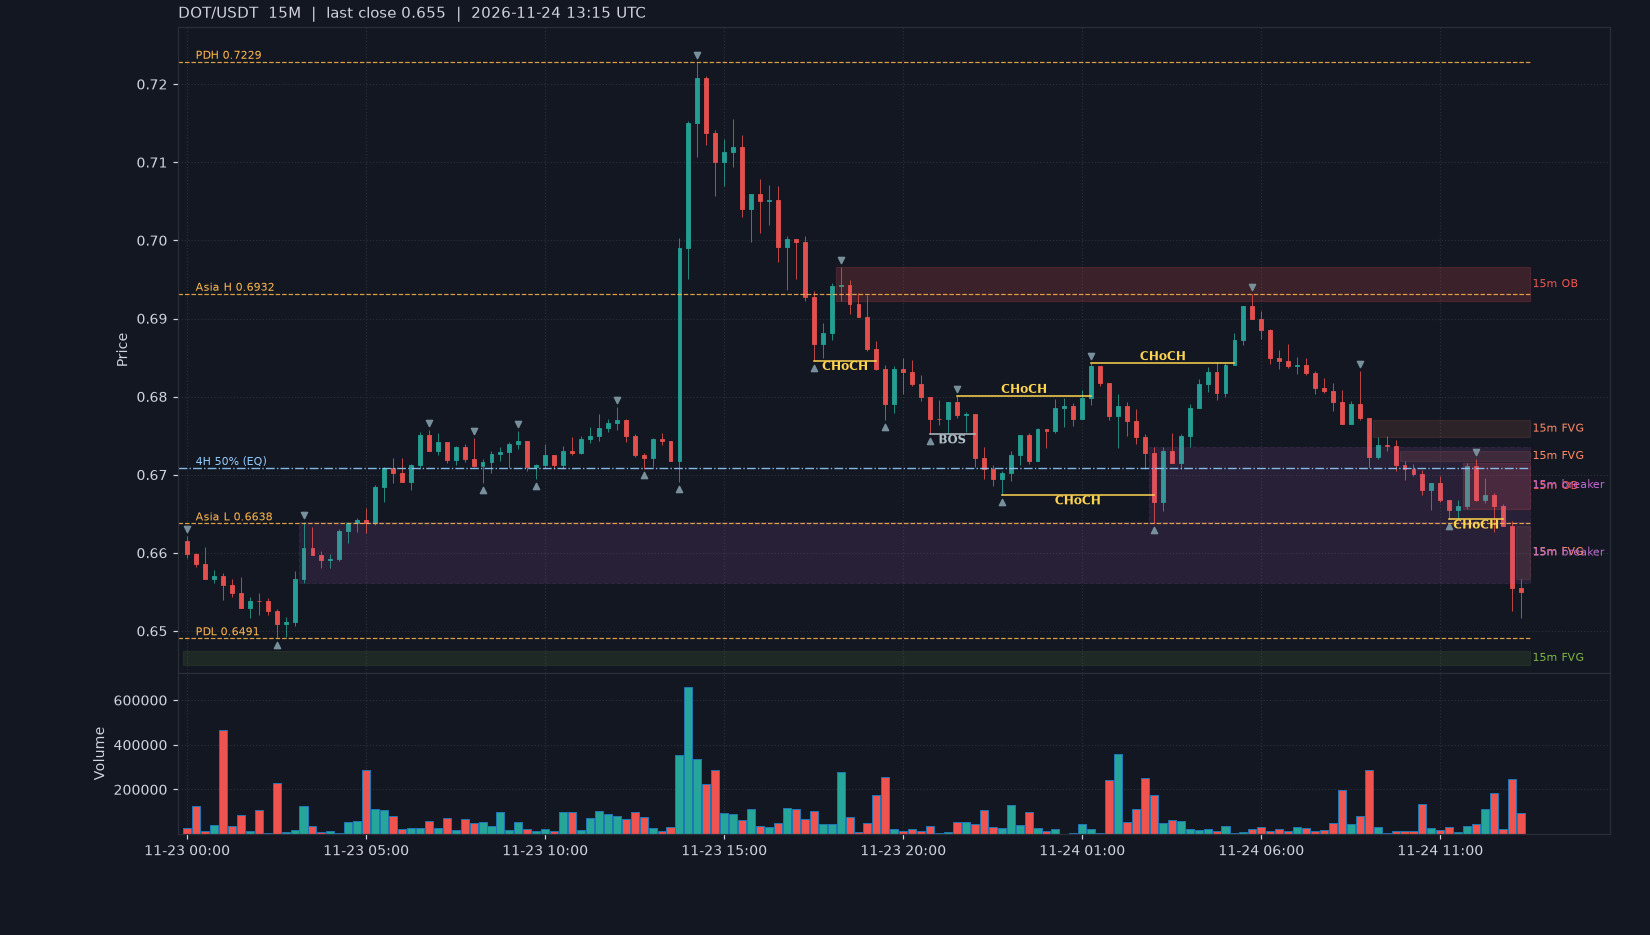 DOT/USDT  15M  |  last close 0.655  |  2026-11-24 13:15 UTC
PDH 0.7229
0.72
0.71
0.70
Asia H 0.6932
15m OB
0.69
Price
CHoCH
CHoCH
CHoCH
0.68
BOS
15m FVG
15m FVG
4H 50% (EQ)
0.67
15m breaker
15m OB
CHoCH
Asia L 0.6638
CHoCH
0.66
15m FVG
15m breaker
PDL 0.6491
0.65
15m FVG
600000
400000
200000
Volume
11-23 00:00
11-23 05:00
11-23 10:00
11-23 15:00
11-23 20:00
11-24 01:00
11-24 06:00
11-24 11:00